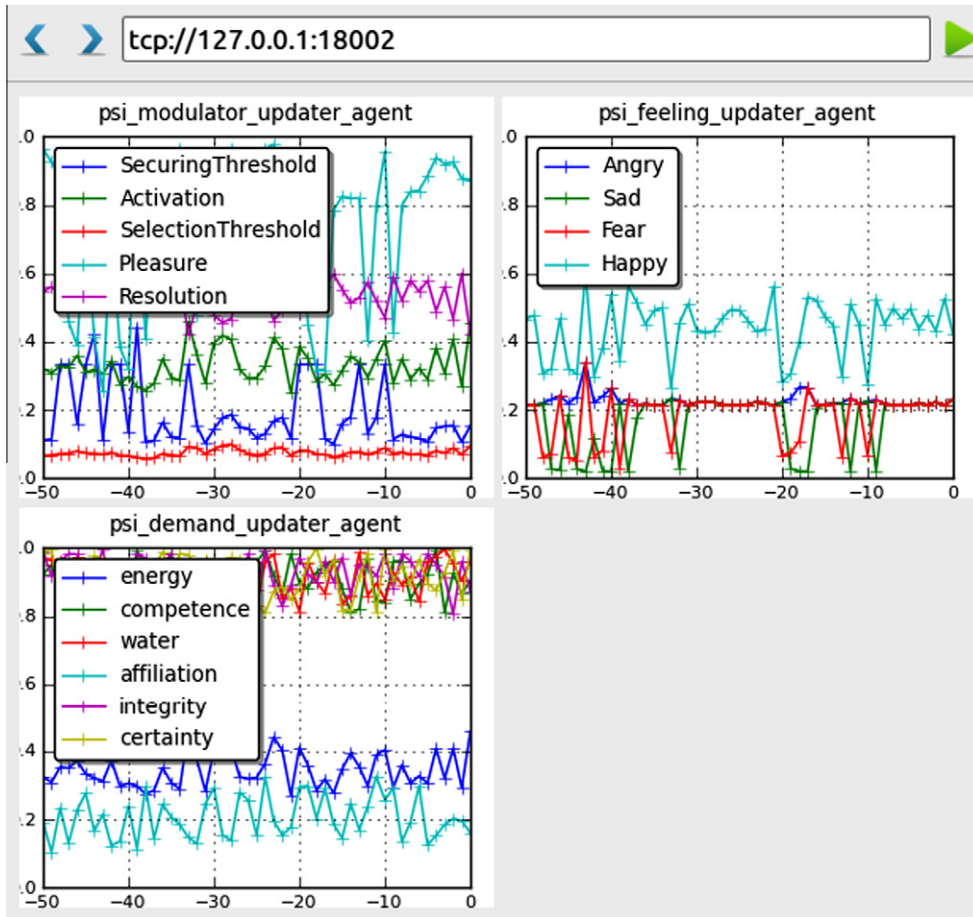 tcp://127.0.0.1:18002
psi_modulator_updater_agent
.0
SecuringThreshold
Activation
.8
SelectionThreshold
Pleasure
.6
Resolution
.4
.2
.0
−50 −40 −30 −20 −10 0
psi_feeling_updater_agent
.0
Angry
Sad
.8
Fear
Happy
.6
.4
.2
.0
−50 −40 −30 −20 −10 0
psi_demand_updater_agent
.0
energy
competence
.8
water
affiliation
.6
integrity
certainty
.4
.2
.0
−50 −40 −30 −20 −10 0